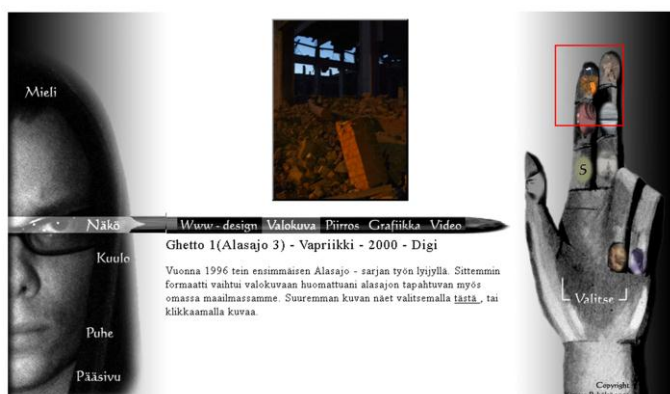 Mieli
Näkö
Www - design Valokuva Piirros Grafiikka Video
Ghetto 1(Alasajo 3) - Vapriikki - 2000 - Digi
Kuulo
Vuonna 1996 tein ensimmäisen Alasajo - sarjan työn lyijyllä. Sittemmin
formaatti vaihtui valokuvaan huomattuani alasajon tapahtuvan myös
omassa maailmassamme. Suuremman kuvan näet valitsemalla tästä , tai
klikkaamalla kuvaa.
Puhe
Pääsivu
S
Valitse
Copyright